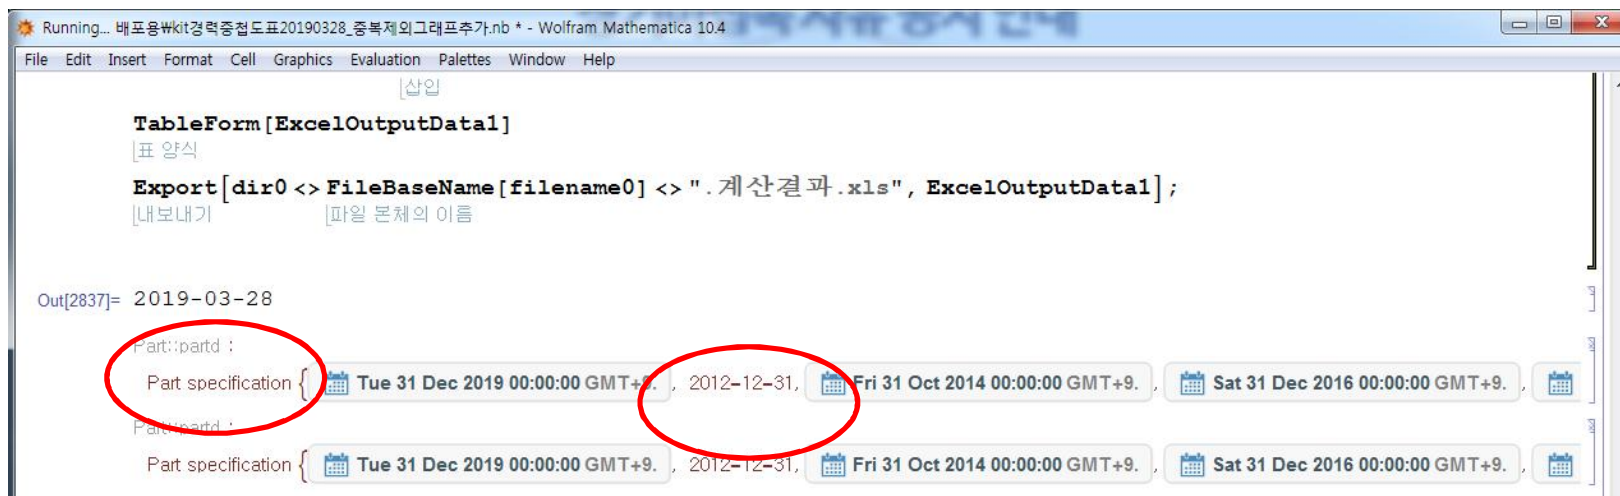 Running... 배포용₩kit경력중첩도표20190328_중복제외그래프추가.nb * - Wolfram Mathematica 10.4
File Edit Insert Format Cell Graphics Evaluation Palettes Window Help
삽입
TableForm[ExcelOutputData1]
표 양식
Export[dir0 <> FileBaseName[filename0] <> ".계산결과.xls", ExcelOutputData1];
내보내기 파일 본체의 이름
Out[2837]= 2019-03-28
Part::partd :
Part specification { Tue 31 Dec 2019 00:00:00 GMT+9. , 2012-12-31, Fri 31 Oct 2014 00:00:00 GMT+9. , Sat 31 Dec 2016 00:00:00 GMT+9. ,
Part::partd :
Part specification { Tue 31 Dec 2019 00:00:00 GMT+9. , 2012-12-31, Fri 31 Oct 2014 00:00:00 GMT+9. , Sat 31 Dec 2016 00:00:00 GMT+9. ,